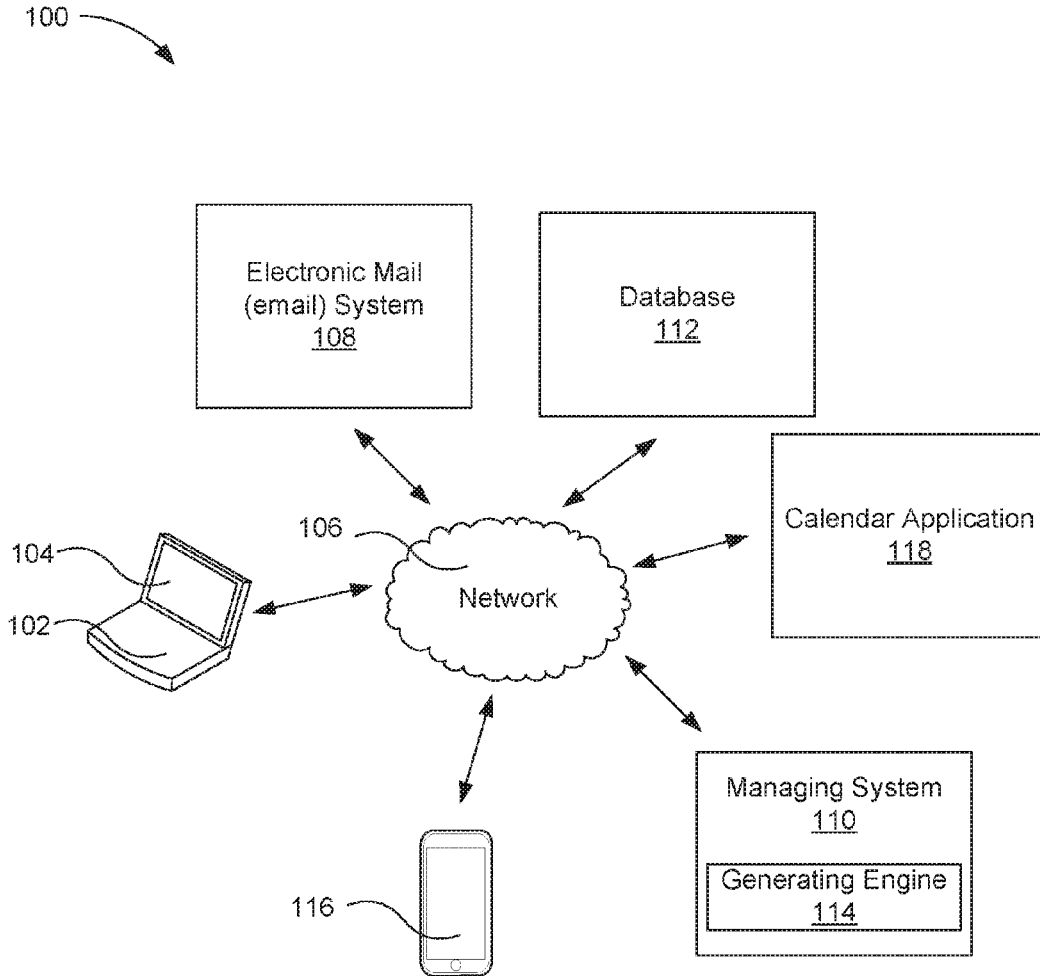 100
Electronic Mail
(email) System
108
Database
112
106
Calendar Application
118
104
Network
102
Managing System
110
Generating Engine
114
116